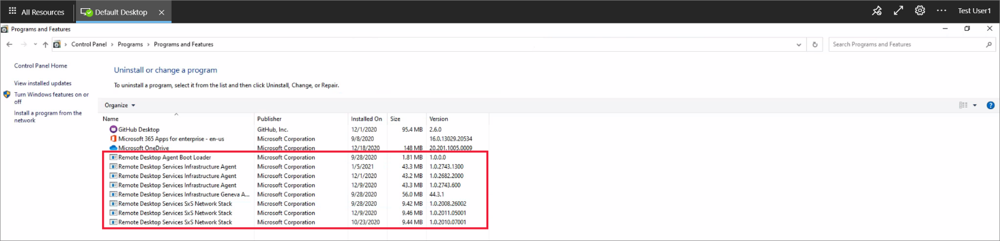 All Resources Default Desktop Test User1
Programs and Features
Control Panel Programs Programs and Features Search Programs and Features
Control Panel Home
View installed updates
Turn Windows features on or
off
Install a program from the
network
Uninstall or change a program
To uninstall a program, select it from the list and then click Uninstall, Change, or Repair.
Organize
Name Publisher Installed On Size Version
GitHub Desktop GitHub, Inc. 12/1/2020 95.4 MB 2.6.0
Microsoft 365 Apps for enterprise - en-us Microsoft Corporation 9/8/2020 16.0.13029.20534
Microsoft OneDrive Microsoft Corporation 12/18/2020 148 MB 20.201.1005.0009
Remote Desktop Agent Boot Loader Microsoft Corporation 9/28/2020 1.81 MB 1.0.0.0
Remote Desktop Services Infrastructure Agent Microsoft Corporation 1/5/2021 43.3 MB 1.0.2743.1300
Remote Desktop Services Infrastructure Agent Microsoft Corporation 12/1/2020 43.2 MB 1.0.2682.2000
Remote Desktop Services Infrastructure Agent Microsoft Corporation 12/9/2020 43.3 MB 1.0.2743.600
Remote Desktop Services Infrastructure Geneva A... Microsoft Corporation 9/28/2020 56.0 MB 44.3.1
Remote Desktop Services SxS Network Stack Microsoft Corporation 9/28/2020 9.42 MB 1.0.2008.26002
Remote Desktop Services SxS Network Stack Microsoft Corporation 12/9/2020 9.46 MB 1.0.2011.05001
Remote Desktop Services SxS Network Stack Microsoft Corporation 10/23/2020 9.44 MB 1.0.2010.07001